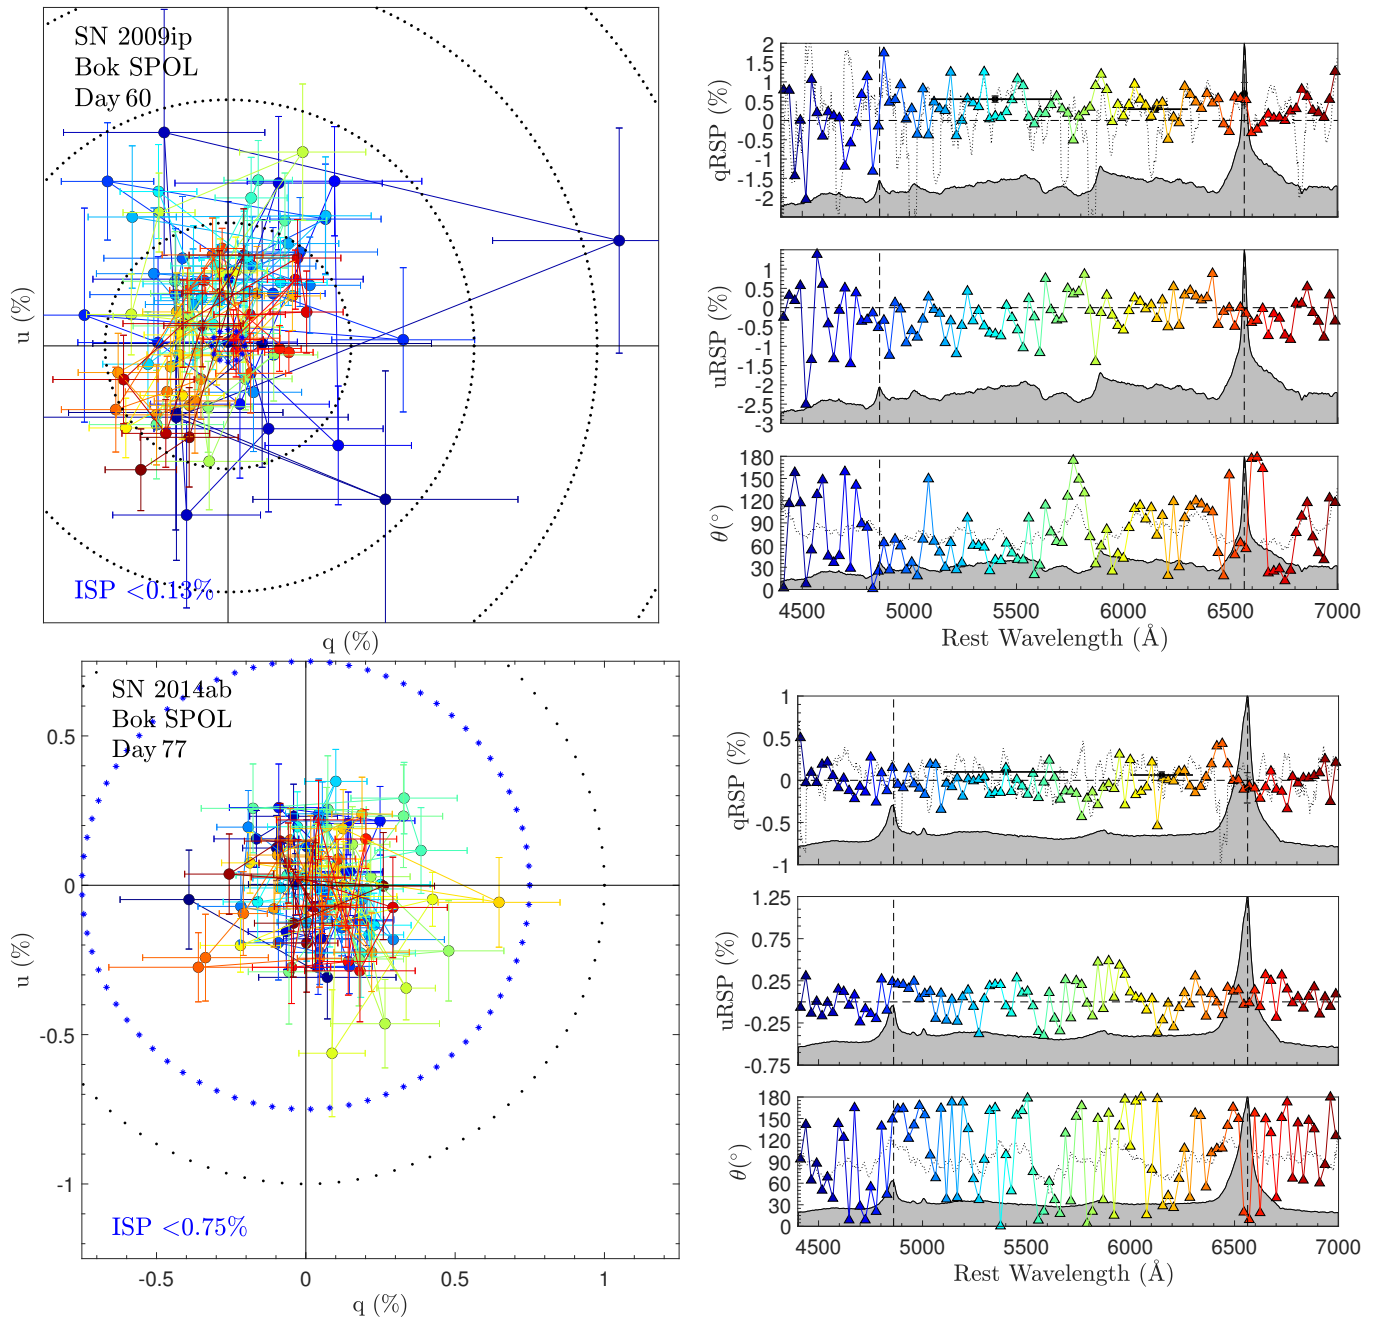 SN 2009ip
Bok SPOL
Day 60
u (%)
ISP <0.13%
q (%)
qRSP (%)
2
1.5
1
0.5
0
-0.5
-1
-1.5
-2
uRSP (%)
1
0.5
0
-0.5
-1
-1.5
-2
-2.5
-3
θ(°)
180
150
120
90
60
30
0
4500 5000 5500 6000 6500 7000
Rest Wavelength (Å)
SN 2014ab
Bok SPOL
Day 77
u (%)
0.5
0
-0.5
-1
ISP <0.75%
-0.5 0 0.5 1
q (%)
qRSP (%)
1
0.5
0
-0.5
-1
uRSP (%)
1.25
0.75
0.25
-0.25
-0.75
θ(°)
180
150
120
90
60
30
0
4500 5000 5500 6000 6500 7000
Rest Wavelength (Å)